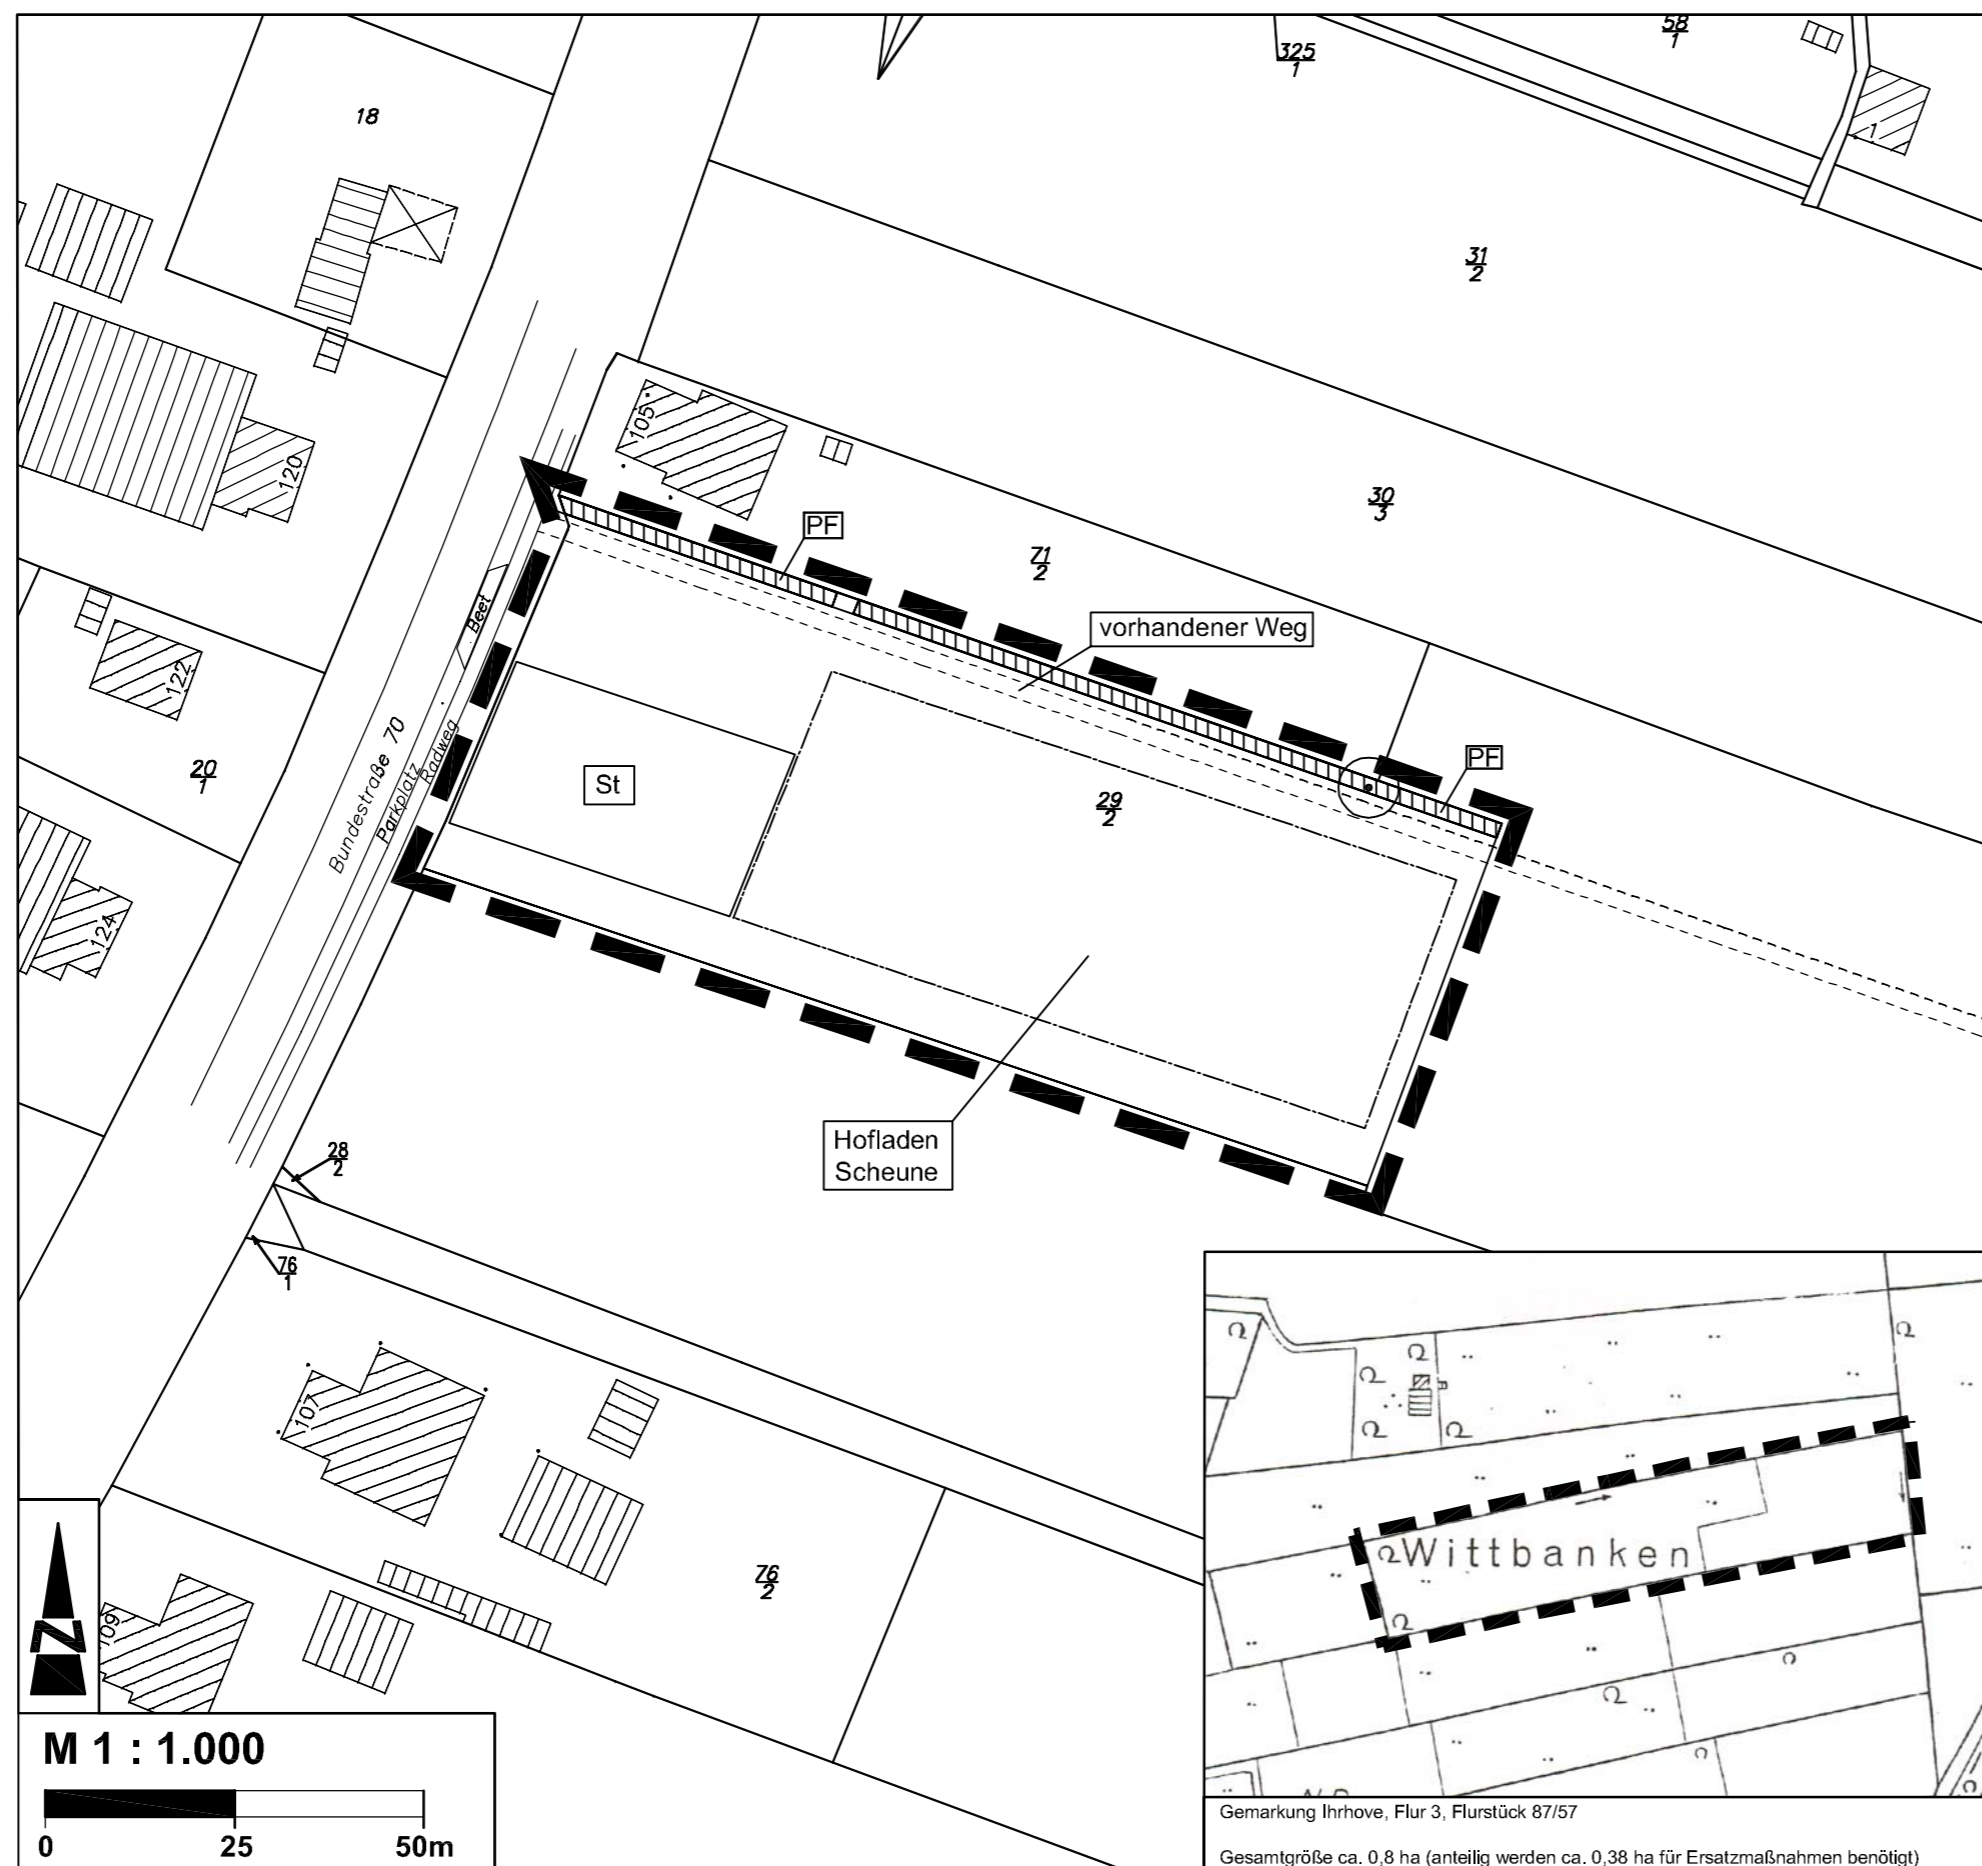 58
1
325
1
18
1
31
2
105
30
3
120
PF
71
2
Beet
vorhandener Weg
122
Bundesstraße 70
Parkplatz
Radweg
20
1
St
PF
29
2
124
Hofladen
Scheune
28
2
76
1
107
Wittbanken
76
2
09
N
M 1 : 1.000
0 25 50m
Gemarkung Ihrhove, Flur 3, Flurstück 87/57
Gesamtgröße ca. 0,8 ha (anteilig werden ca. 0,38 ha für Ersatzmaßnahmen benötigt)